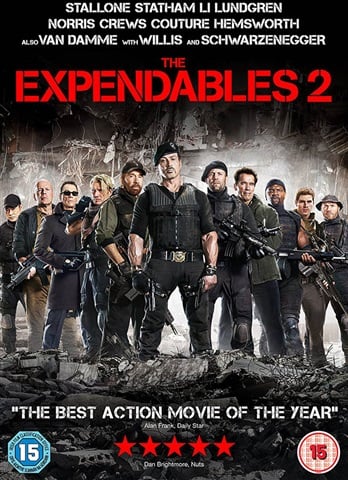 STALLONE STATHAM LI LUNDGREN
NORRIS CREWS COUTURE HEMSWORTH
ALSO VAN DAMME WITH WILLIS AND SCHWARZENEGGER
THE
EXPENDABLES 2
"THE BEST ACTION MOVIE OF THE YEAR"
Alan Frank, Daily Star
Dan Brightmore, Nuts
15
15